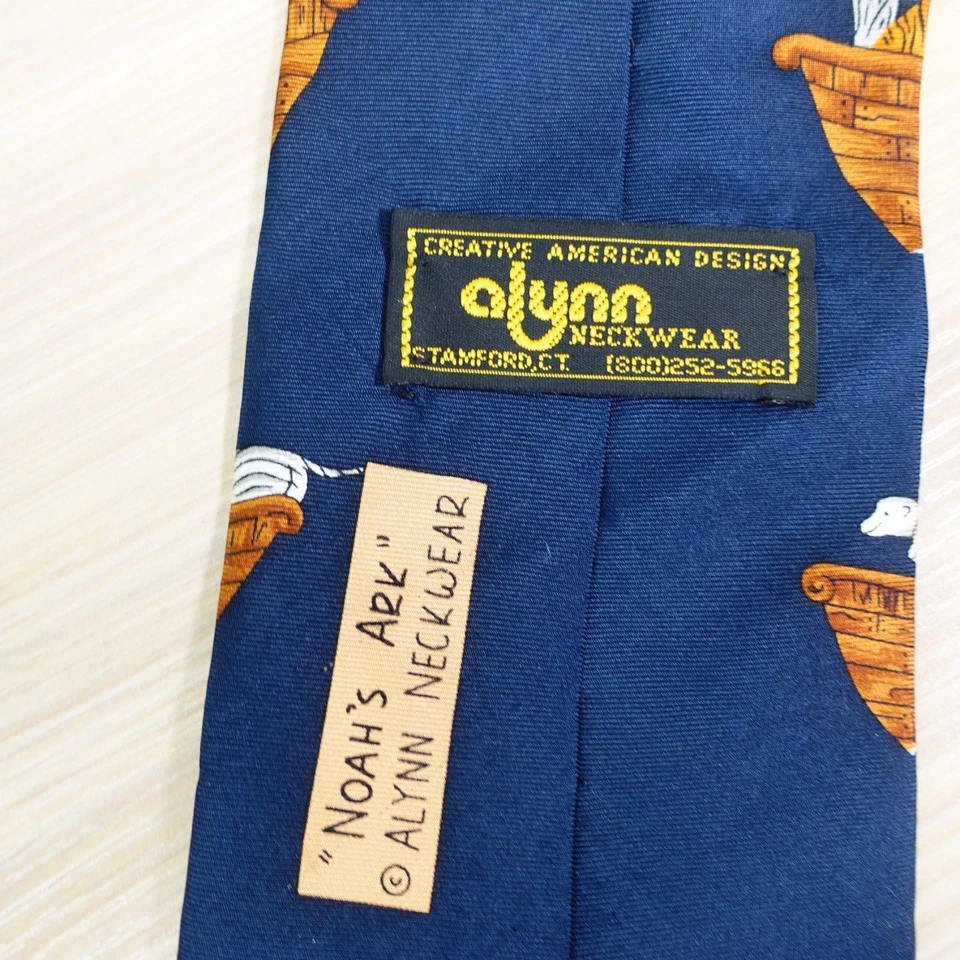 CREATIVE AMERICAN DESIGN
alynn
NECKWEAR
STAMFORD,CT. (800)252-5966
"NOAH'S ARK"
© ALYNN NECKWEAR